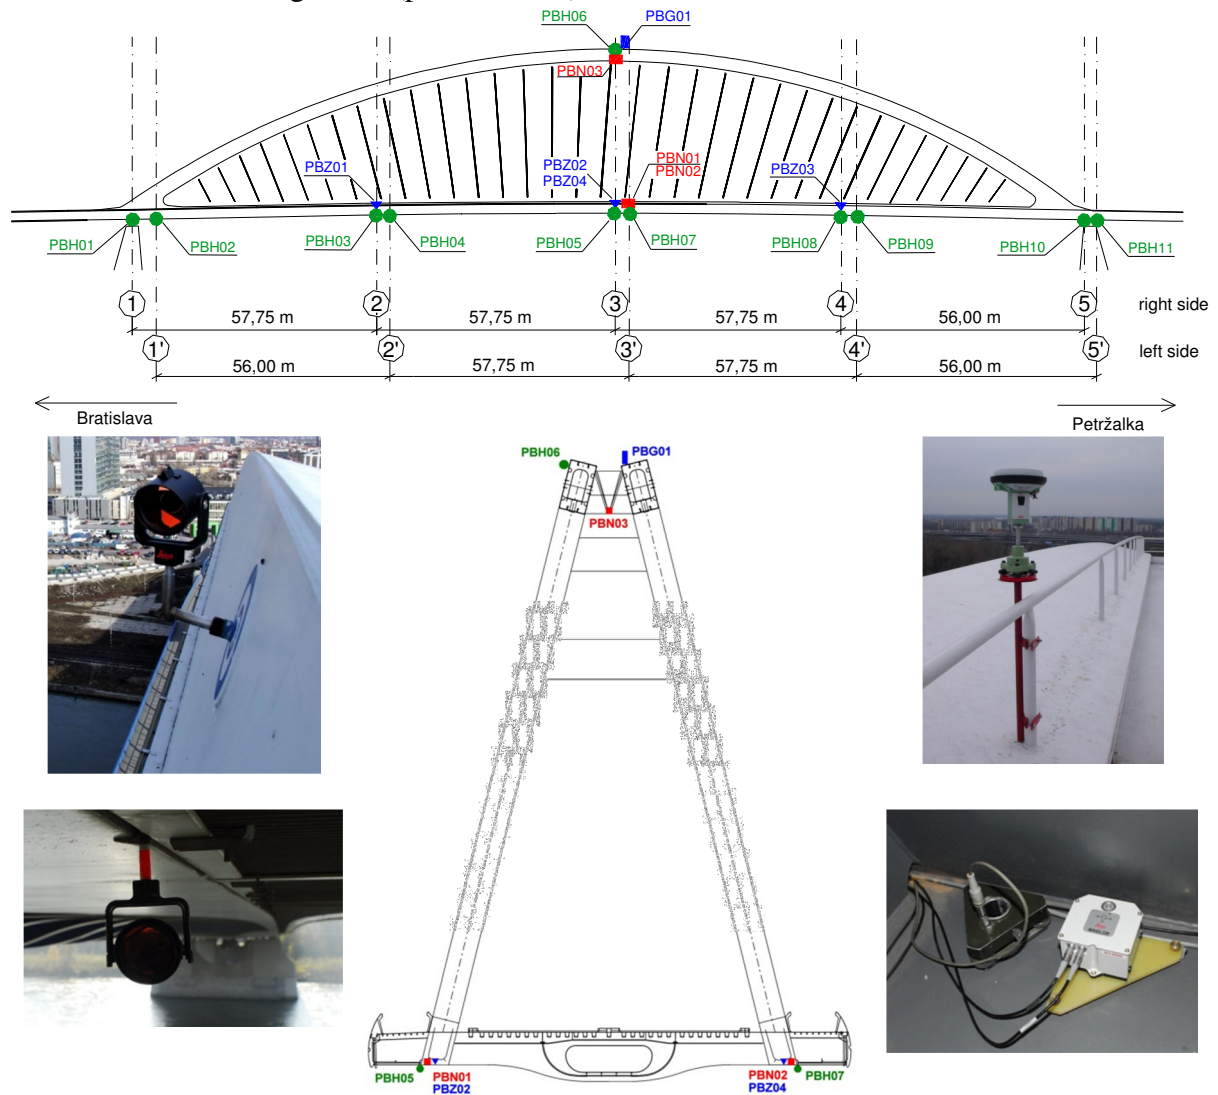 PBH06 PBG01
PBN03
PBZ01 PBZ02 PBN01 PBZ03
PBZ04 PBN02
PBH01 PBH02 PBH03 PBH04 PBH05 PBH07 PBH08 PBH09 PBH10 PBH11
1 2 3 4 5 right side
57,75 m 57,75 m 57,75 m 56,00 m
1' 2' 3' 4' 5' left side
56,00 m 57,75 m 57,75 m 56,00 m
Bratislava Petržalka
PBH06 PBG01
PBN03
PBH05 PBN01 PBN02 PBH07
PBZ02 PBZ04